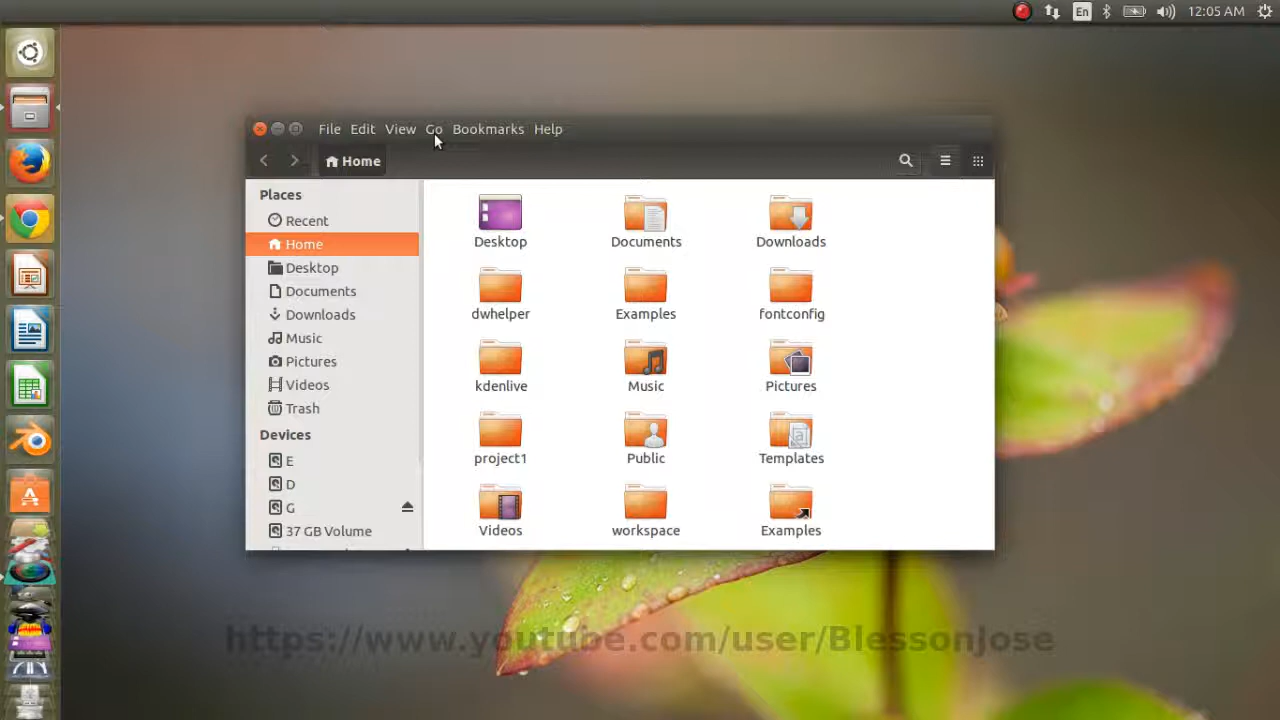 En 12:05 AM
File Edit View Go Bookmarks Help
Home
Places
Recent
Home
Desktop
Documents
Downloads
Music
Pictures
Videos
Trash
Devices
E
D
G
37 GB Volume
Desktop Documents Downloads
dwhelper Examples fontconfig
kdenlive Music Pictures
project1 Public Templates
Videos workspace Examples
https://www.youtube.com/user/BlessonJose